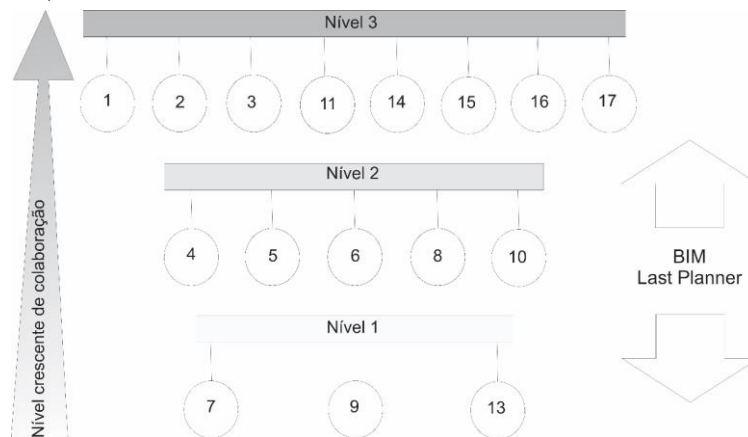 Nível 3
1 2 3 11 14 15 16 17
Nível 2
4 5 6 8 10
BIM
Last Planner
Nível 1
7 9 13
Nível crescente de colaboração